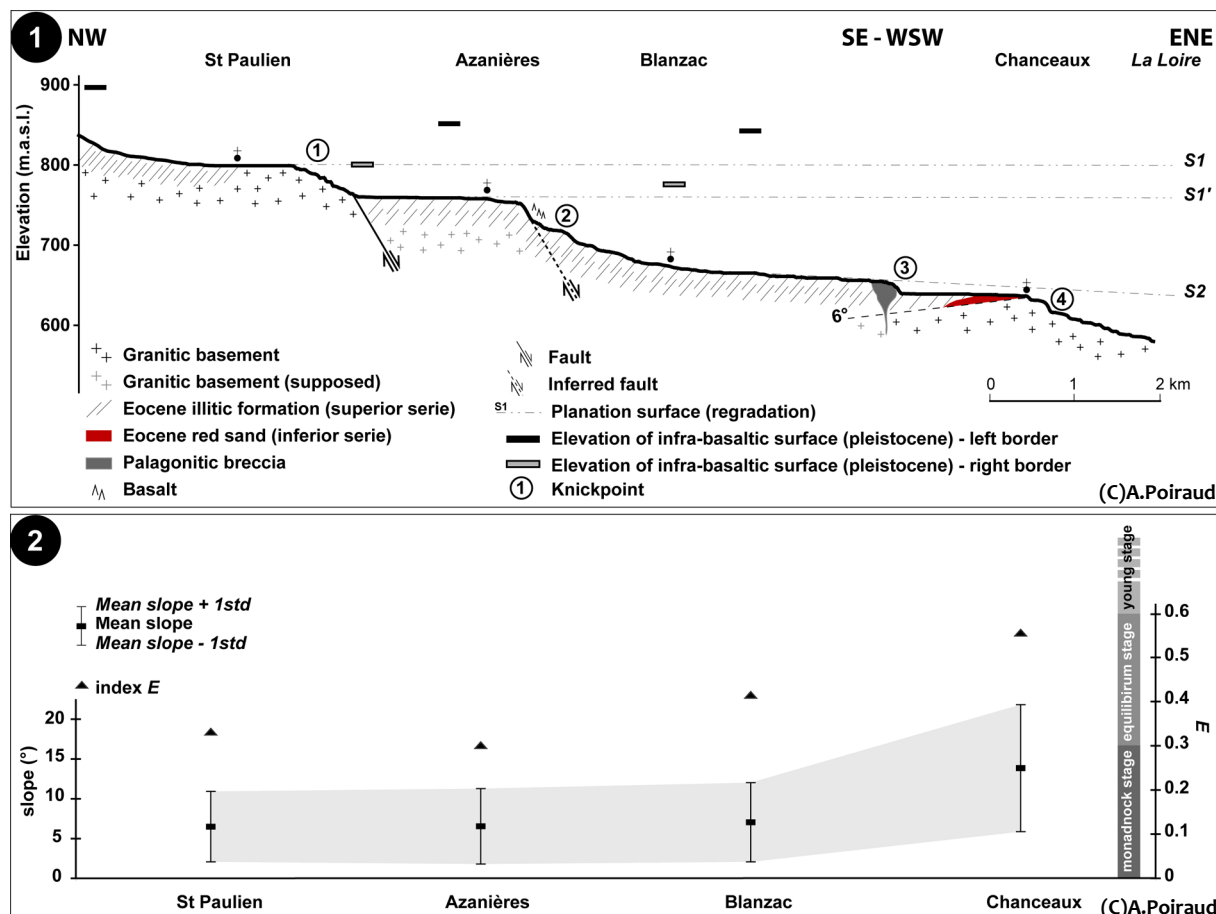 1 NW SE - WSW ENE
St Paulien Azanières Blanzac Chanceaux La Loire
Elevation (m.a.s.l.)
900
800
700
600
1
2
3
4
S1
S1'
S2
6°
Granitic basement
Granitic basement (supposed)
Eocene illitic formation (superior serie)
Eocene red sand (inferior serie)
Palagonitic breccia
Basalt
Fault
Inferred fault
S1 Planation surface (regradation)
Elevation of infra-basaltic surface (pleistocene) - left border
Elevation of infra-basaltic surface (pleistocene) - right border
1 Knickpoint
0 1 2 km
(C)A.Poiraud
2
Mean slope + 1std
Mean slope
Mean slope - 1std
index E
slope (°)
20
15
10
5
0
young stage
equilibirum stage
monadnock stage
0.6
0.5
0.4
0.3
0.2
0.1
0
E
St Paulien Azanières Blanzac Chanceaux
(C)A.Poiraud